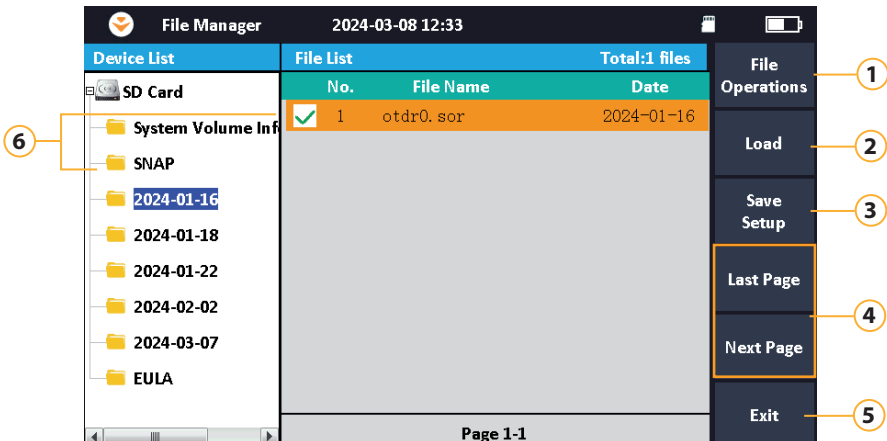 File Manager 2024-03-08 12:33
Device List
File List Total:1 files
No. File Name Date
1 otdr0.sor 2024-01-16
SD Card
System Volume Inf
SNAP
2024-01-16
2024-01-18
2024-01-22
2024-02-02
2024-03-07
EULA
Page 1-1
File
Operations
Load
Save
Setup
Last Page
Next Page
Exit
1
2
3
4
5
6